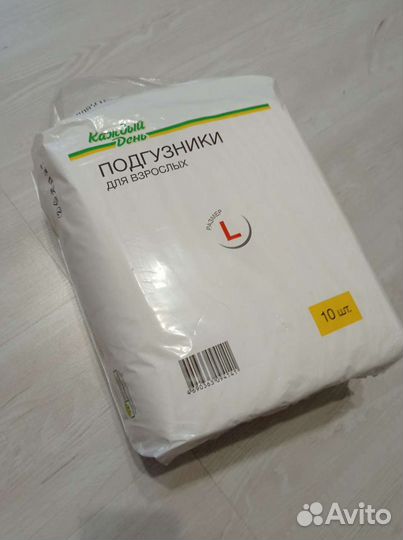 Каждый
День
ПОДГУЗНИКИ
ДЛЯ ВЗРОСЛЫХ
РАЗМЕР
L
10 шт.
Avito